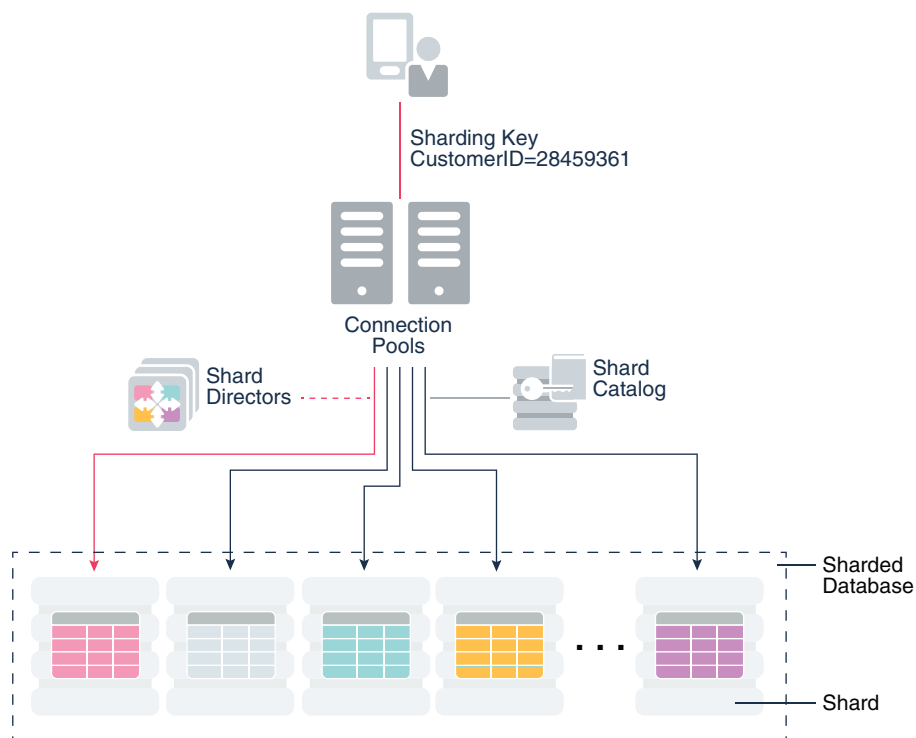 Sharding Key
CustomerID=28459361
Connection
Pools
Shard
Directors
Shard
Catalog
. . .
Sharded
Database
Shard